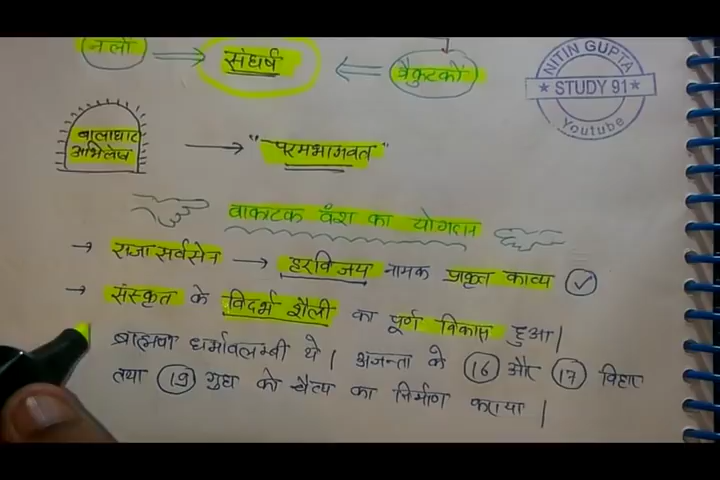 नलों → संघर्ष ← त्रैकुटकों
NITIN GUPTA
★ STUDY 91 ★
Youtube
बालाघाट अभिलेख → "परमभागवत"
वाकाटक वंश का योगदान
→ राजा सर्वसेन → हरविजय नामक प्राकृत काव्य ✓
→ संस्कृत के विदर्भ शैली का पूर्ण विकास हुआ|
ब्राह्मण धर्मावलम्बी थे | अजन्ता के 16 और 17 विहार
तथा 19 गुहा को चैत्य का निर्माण कराया |